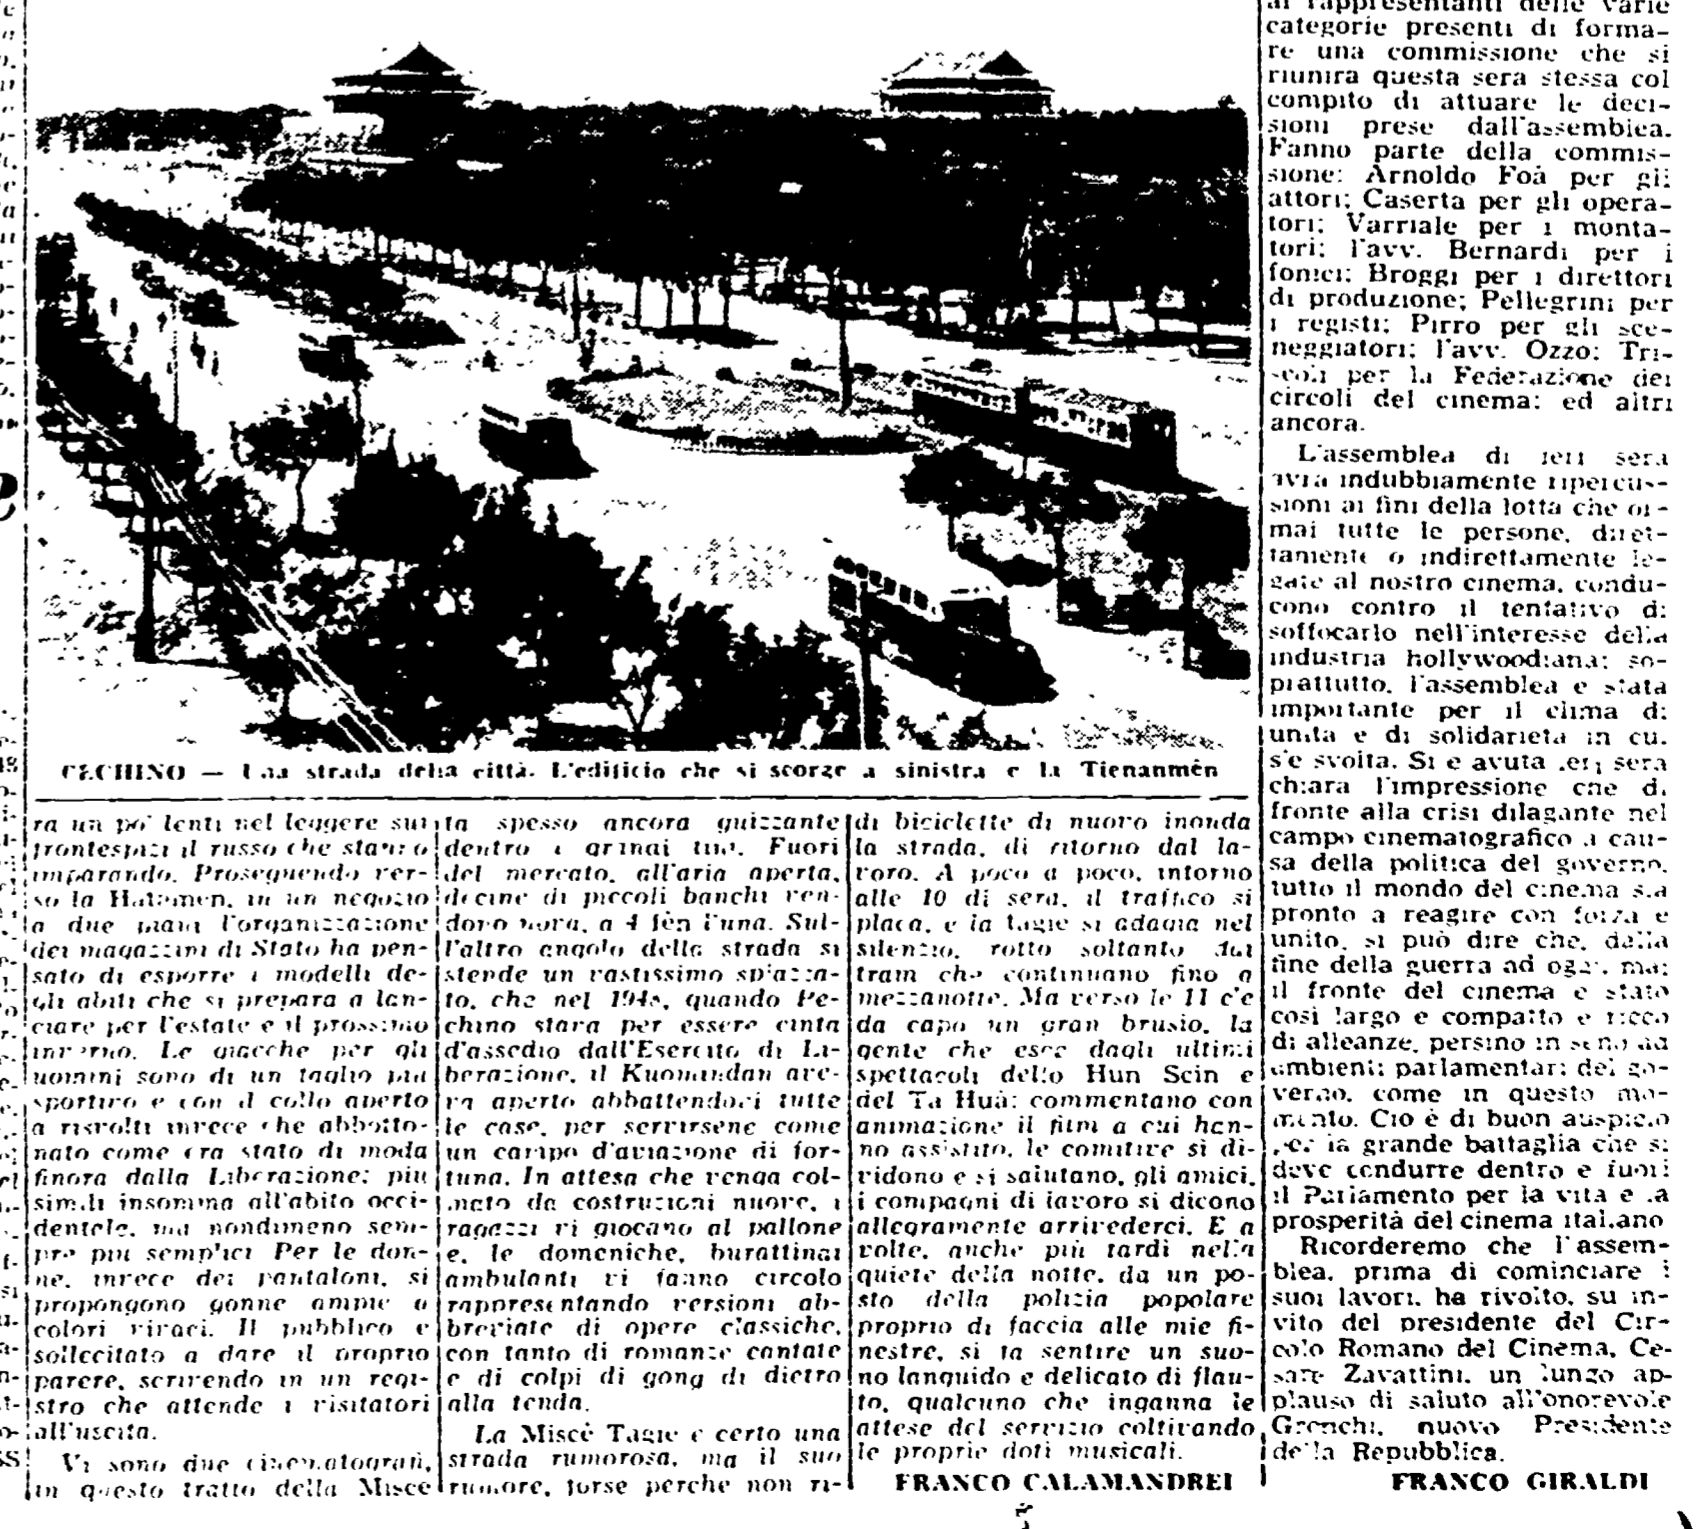 PECHINO — Una strada della città. L'edificio che si scorge a sinistra è la Tienanmèn
ra un po' lenti nel leggere sui
frontespizi il russo che stanno
imparando. Proseguendo ver-
so la Hatamen, in un negozio
a due piani l'organizzazione
dei magazzini di Stato ha pen-
sato di esporre i modelli de-
gli abiti che si prepara a lan-
ciare per l'estate e il prossimo
inverno. Le giacche per gli
uomini sono di un taglio più
sportivo e con il collo aperto
a risvolti invece che abbotto-
nato come era stato di moda
finora dalla Liberazione; più
simili insomma all'abito occi-
dentale, ma nondimeno sem-
pre più semplici Per le don-
ne, invece dei pantaloni, si
propongono gonne ampie a
colori vivaci. Il pubblico è
sollecitato a dare il proprio
parere, scrivendo in un regi-
stro che attende i visitatori
all'uscita.
Vi sono due cinematografi,
in questo tratto della Miscè
ta spesso ancora guizzante
dentro i grandi tini. Fuori
del mercato, all'aria aperta,
decine di piccoli banchi ven-
dono uova, a 4 fèn l'una. Sul-
l'altro angolo della strada si
stende un vastissimo spiazza-
to, che nel 1948, quando Pe-
chino stava per essere cinta
d'assedio dall'Esercito di Li-
berazione, il Kuomindan ave-
va aperto abbattendovi tutte
le case, per servirsene come
un campo d'aviazione di for-
tuna. In attesa che venga col-
mato da costruzioni nuove, i
ragazzi vi giocano al pallone
e, le domeniche, burattinai
ambulanti vi fanno circolo
rappresentando versioni ab-
breviate di opere classiche,
con tanto di romanze cantate
e di colpi di gong di dietro
alla tenda.
La Miscè Tagie è certo una
strada rumorosa, ma il suo
rumore, forse perchè non ri-
di biciclette di nuovo inonda
la strada, di ritorno dal la-
voro. A poco a poco, intorno
alle 10 di sera, il traffico si
placa, e la tagie si adagia nel
silenzio, rotto soltanto dai
tram che continuano fino a
mezzanotte. Ma verso le 11 c'è
da capo un gran brusio, la
gente che esce dagli ultimi
spettacoli dello Hun Scin e
del Ta Huà: commentano con
animazione il film a cui han-
no assistito, le comitive si di-
vidono e si salutano, gli amici,
i compagni di lavoro si dicono
allegramente arrivederci. E a
volte, anche più tardi nella
quiete della notte, da un po-
sto della polizia popolare
proprio di faccia alle mie fi-
nestre, si fa sentire un suo-
no languido e delicato di flau-
to, qualcuno che inganna le
attese del servizio coltivando
le proprie doti musicali.
FRANCO CALAMANDREI
ai rappresentanti delle varie
categorie presenti di forma-
re una commissione che si
riunirà questa sera stessa col
compito di attuare le deci-
sioni prese dall'assemblea.
Fanno parte della commis-
sione: Arnoldo Foà per gli
attori; Caserta per gli opera-
tori; Varriale per i monta-
tori; l'avv. Bernardi per i
fonici; Broggi per i direttori
di produzione; Pellegrini per
i registi; Pirro per gli sce-
neggiatori; l'avv. Ozzo; Tri-
scoli per la Federazione dei
circoli del cinema; ed altri
ancora.
L'assemblea di ieri sera
avrà indubbiamente ripercus-
sioni ai fini della lotta che or-
mai tutte le persone, diret-
tamente o indirettamente le-
gate al nostro cinema, condu-
cono contro il tentativo di
soffocarlo nell'interesse della
industria hollywoodiana; so-
prattutto, l'assemblea è stata
importante per il clima di
unità e di solidarietà in cui
s'è svolta. Si è avuta ieri sera
chiara l'impressione che di
fronte alla crisi dilagante nel
campo cinematografico a cau-
sa della politica del governo,
tutto il mondo del cinema sia
pronto a reagire con forza e
unito, si può dire che, dalla
fine della guerra ad oggi, mai
il fronte del cinema è stato
così largo e compatto e ricco
di alleanze, persino in seno ad
ambienti parlamentari del go-
verno, come in questo mo-
mento. Ciò è di buon auspicio
per la grande battaglia che si
deve condurre dentro e fuori
il Parlamento per la vita e la
prosperità del cinema italiano
Ricorderemo che l'assem-
blea, prima di cominciare i
suoi lavori, ha rivolto, su in-
vito del presidente del Cir-
colo Romano del Cinema, Ce-
sare Zavattini, un lungo ap-
plauso di saluto all'onorevole
Gronchi, nuovo Presidente
della Repubblica.
FRANCO GIRALDI